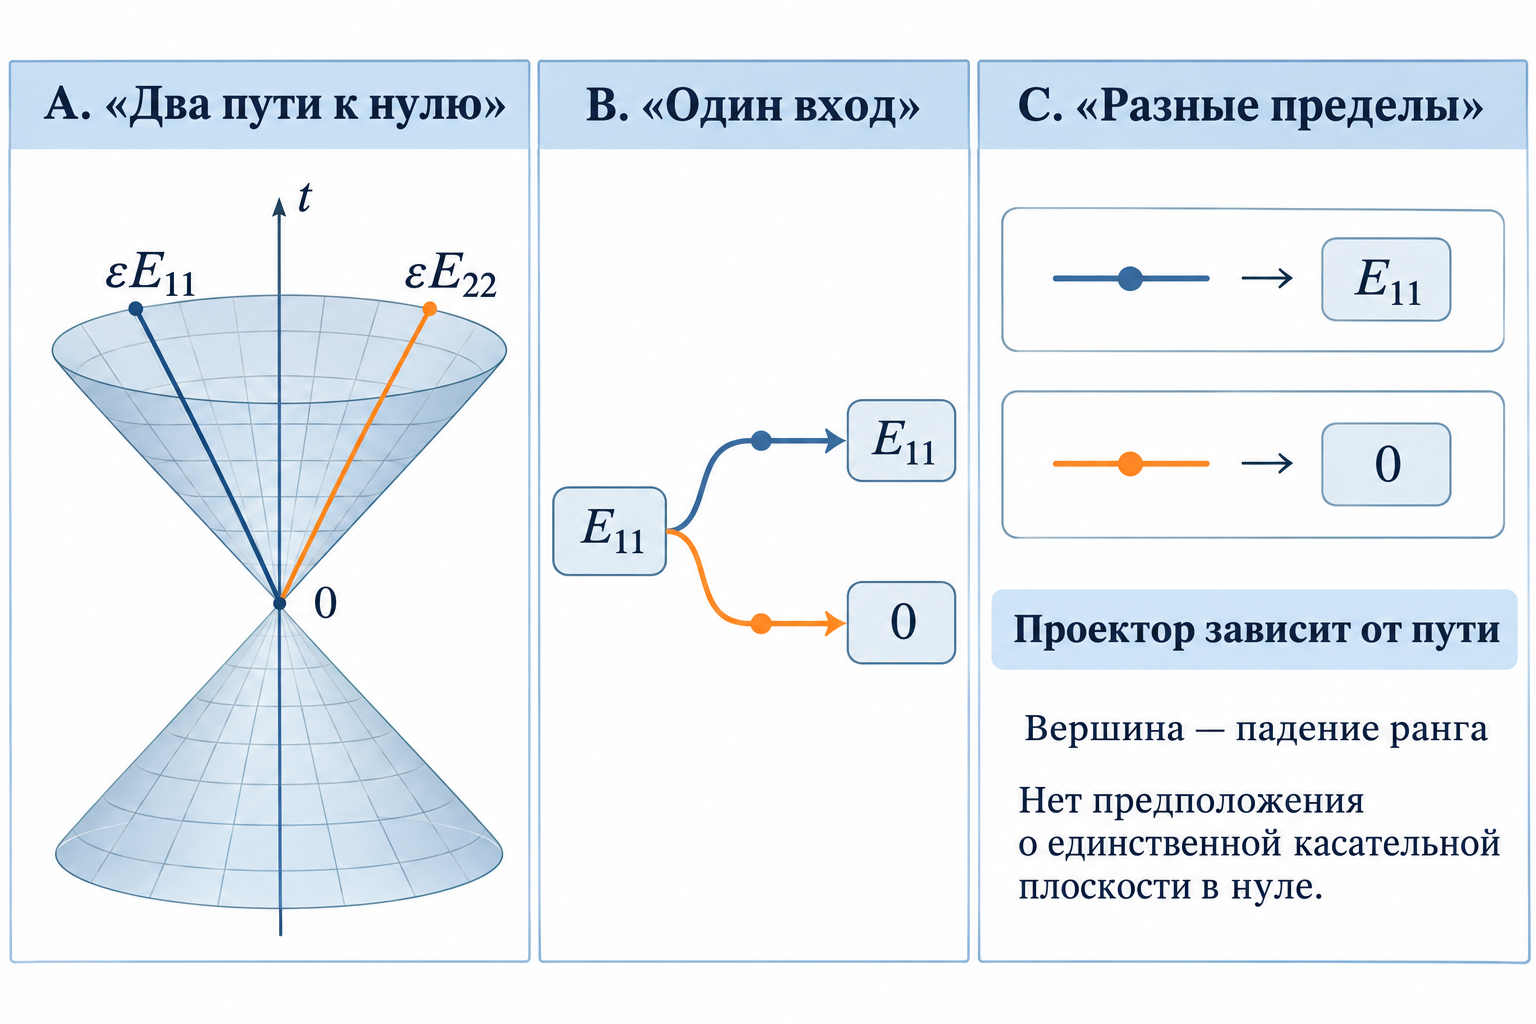 A. «Два пути к нулю»
t
εE₁₁
εE₂₂
0
B. «Один вход»
E₁₁
E₁₁
0
C. «Разные пределы»
→ E₁₁
→ 0
Проектор зависит от пути
Вершина — падение ранга
Нет предположения
о единственной касательной
плоскости в нуле.